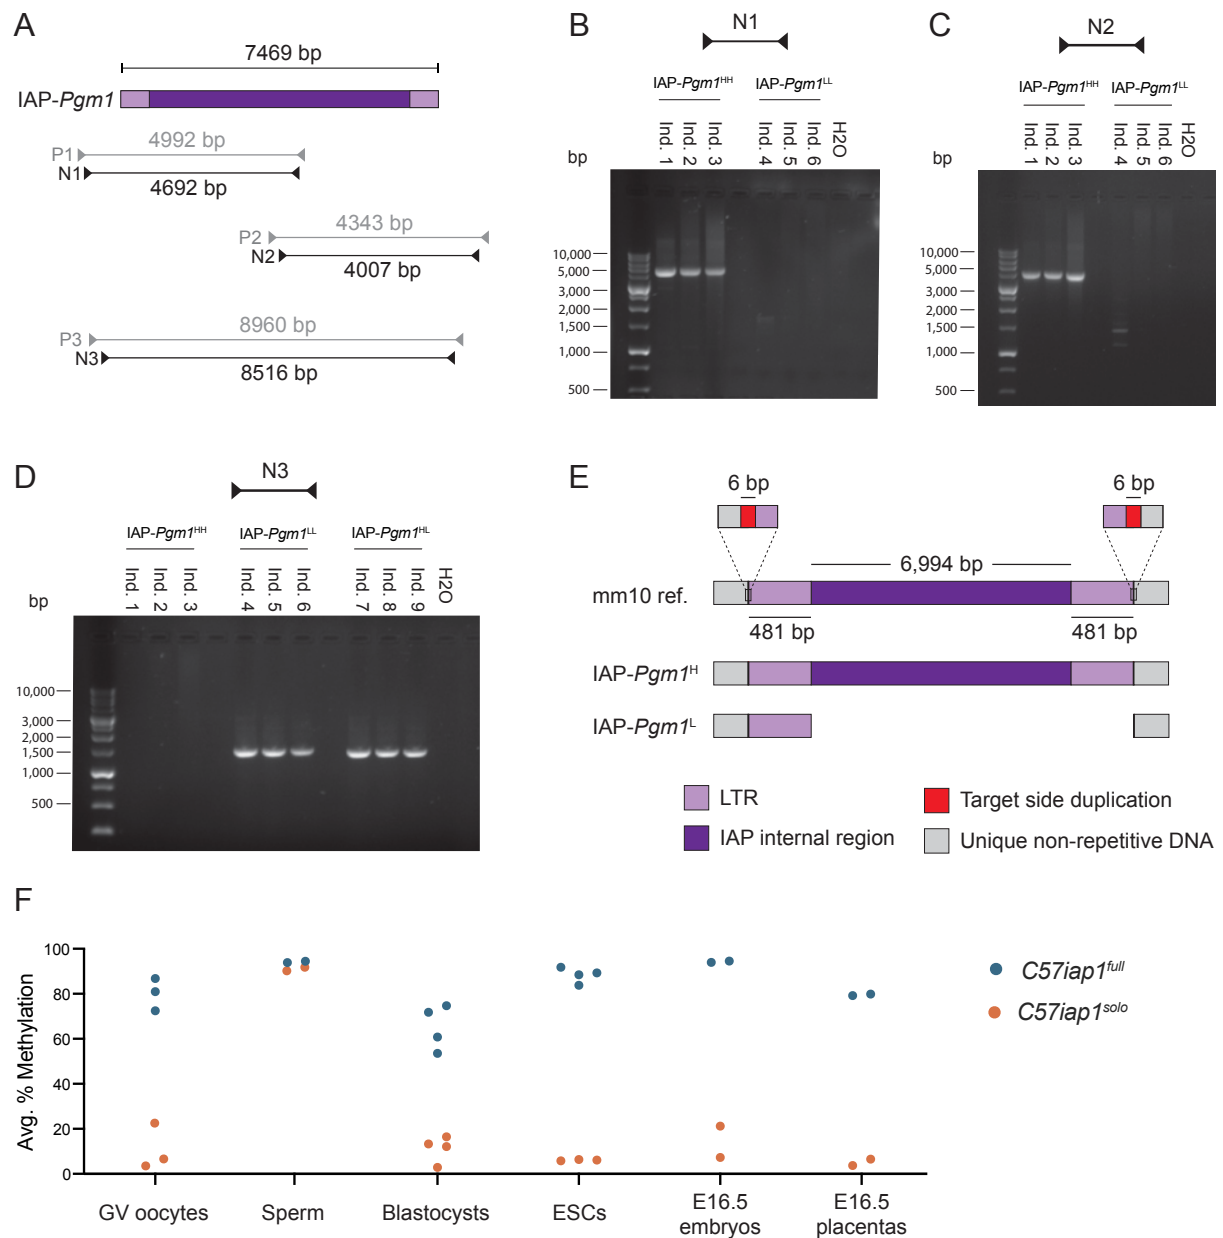 A
7469 bp
IAP-Pgm1
4992 bp
P1
N1
4692 bp
4343 bp
P2
N2
4007 bp
8960 bp
P3
N3
8516 bp
B
N1
IAP-Pgm1HH IAP-Pgm1LL
Ind. 1 Ind. 2 Ind. 3 Ind. 4 Ind. 5 Ind. 6 H2O
bp
10,000
5,000
3,000
2,000
1,500
1,000
500
C
N2
IAP-Pgm1HH IAP-Pgm1LL
Ind. 1 Ind. 2 Ind. 3 Ind. 4 Ind. 5 Ind. 6 H2O
bp
10,000
5,000
3,000
2,000
1,500
1,000
500
D
N3
IAP-Pgm1HH IAP-Pgm1LL IAP-Pgm1HL
Ind. 1 Ind. 2 Ind. 3 Ind. 4 Ind. 5 Ind. 6 Ind. 7 Ind. 8 Ind. 9 H2O
bp
10,000
3,000
2,000
1,500
1,000
500
E
6 bp 6 bp
6,994 bp
mm10 ref.
481 bp 481 bp
IAP-Pgm1H
IAP-Pgm1L
LTR
Target side duplication
IAP internal region
Unique non-repetitive DNA
F
Avg. % Methylation
100
80
60
40
20
0
GV oocytes
Sperm
Blastocysts
ESCs
E16.5 embryos
E16.5 placentas
C57iap1full
C57iap1solo